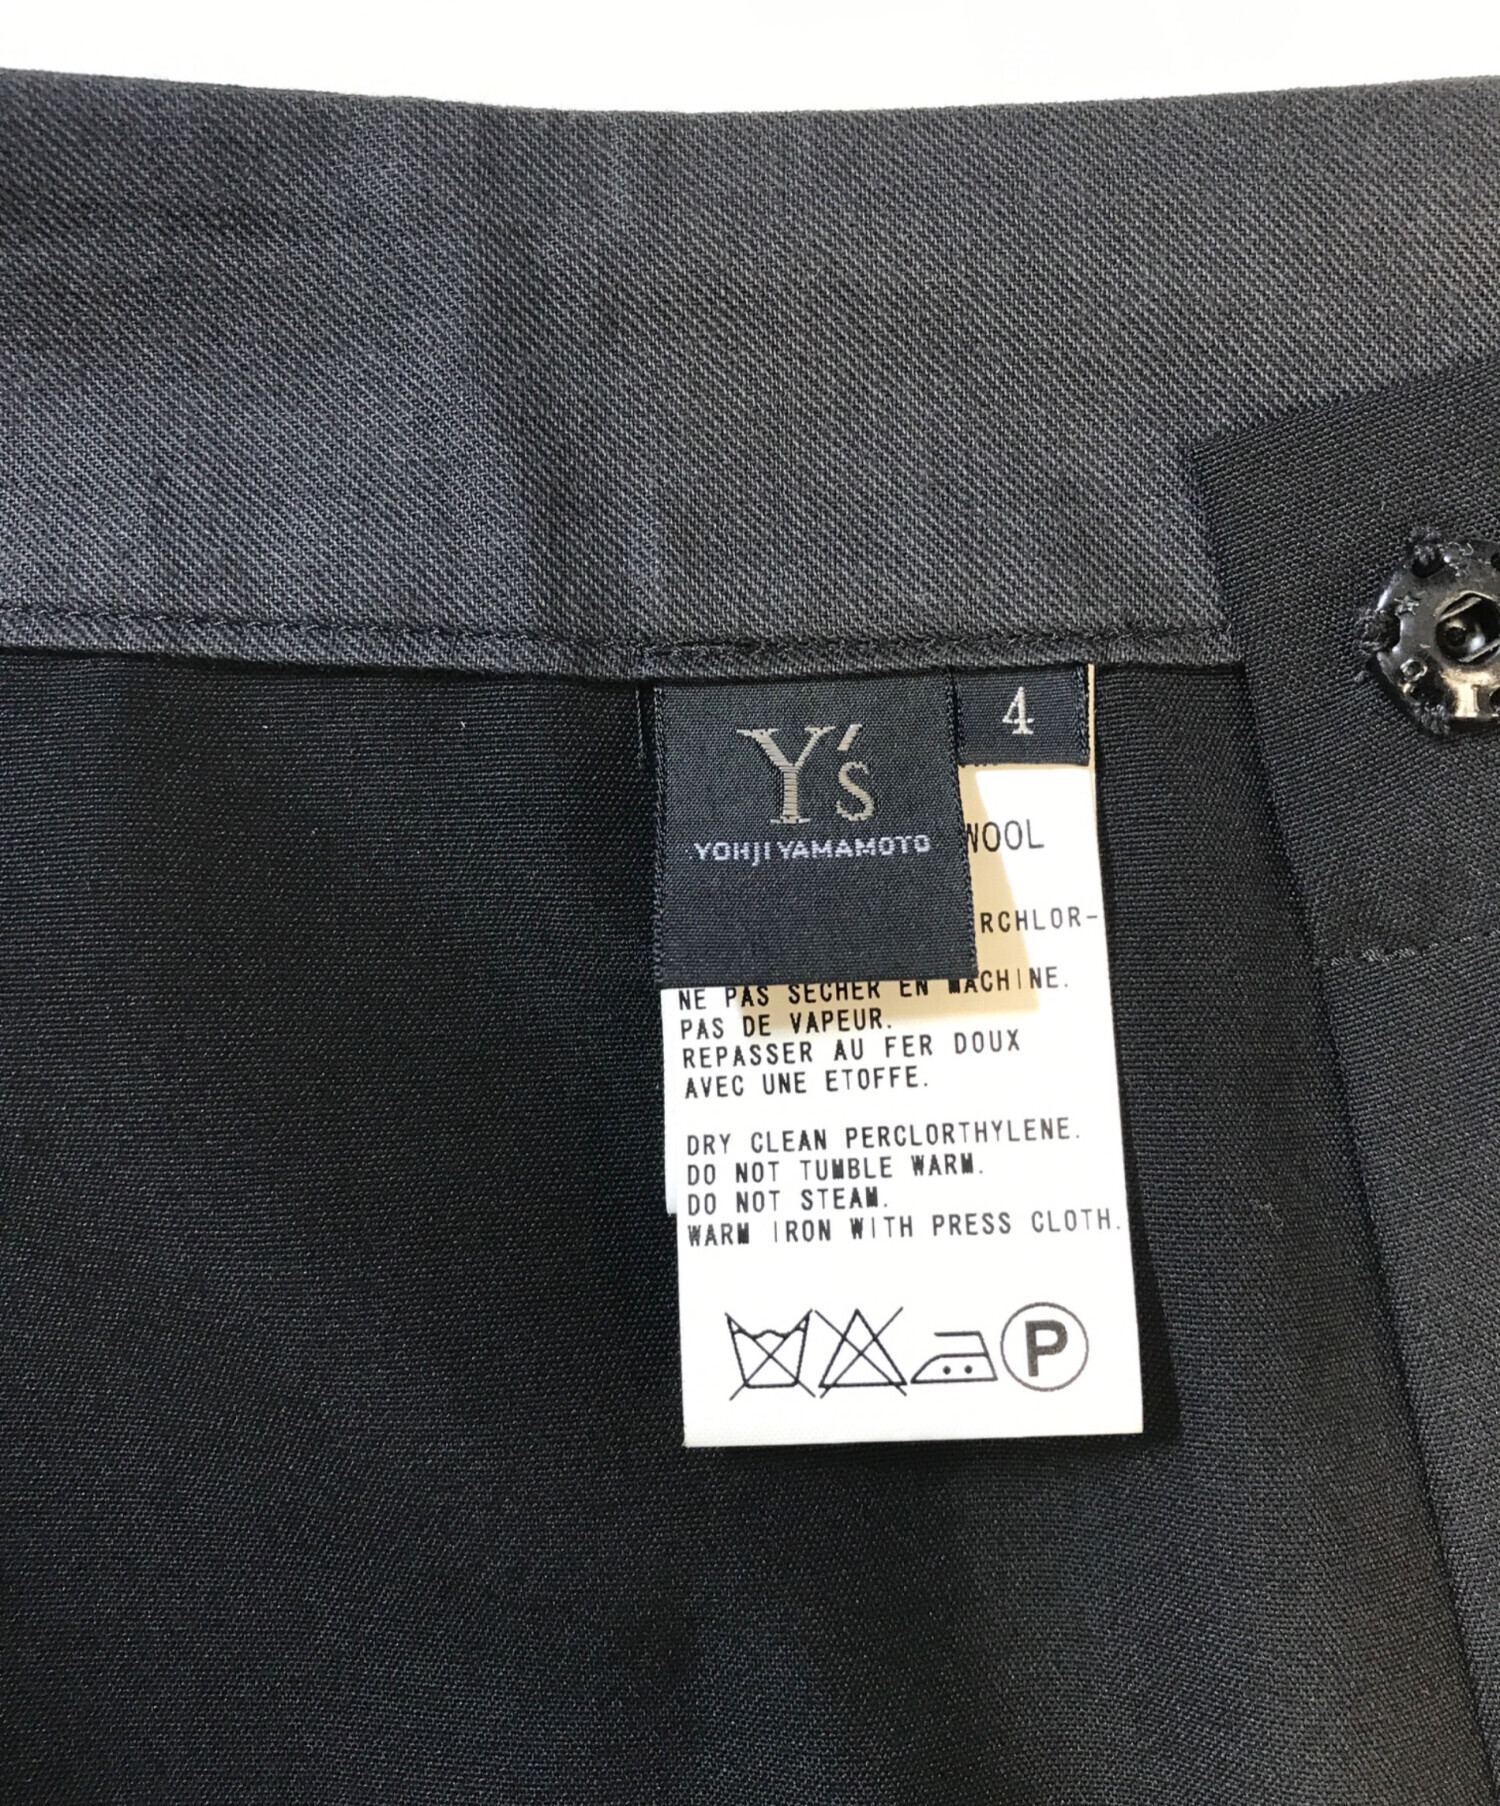 Y's
YOHJI YAMAMOTO
4
WOOL
RCHLOR-
NE PAS SECHER EN MACHINE.
PAS DE VAPEUR.
REPASSER AU FER DOUX
AVEC UNE ETOFFE.
DRY CLEAN PERCLORTHYLENE.
DO NOT TUMBLE WARM.
DO NOT STEAM.
WARM IRON WITH PRESS CLOTH.
P